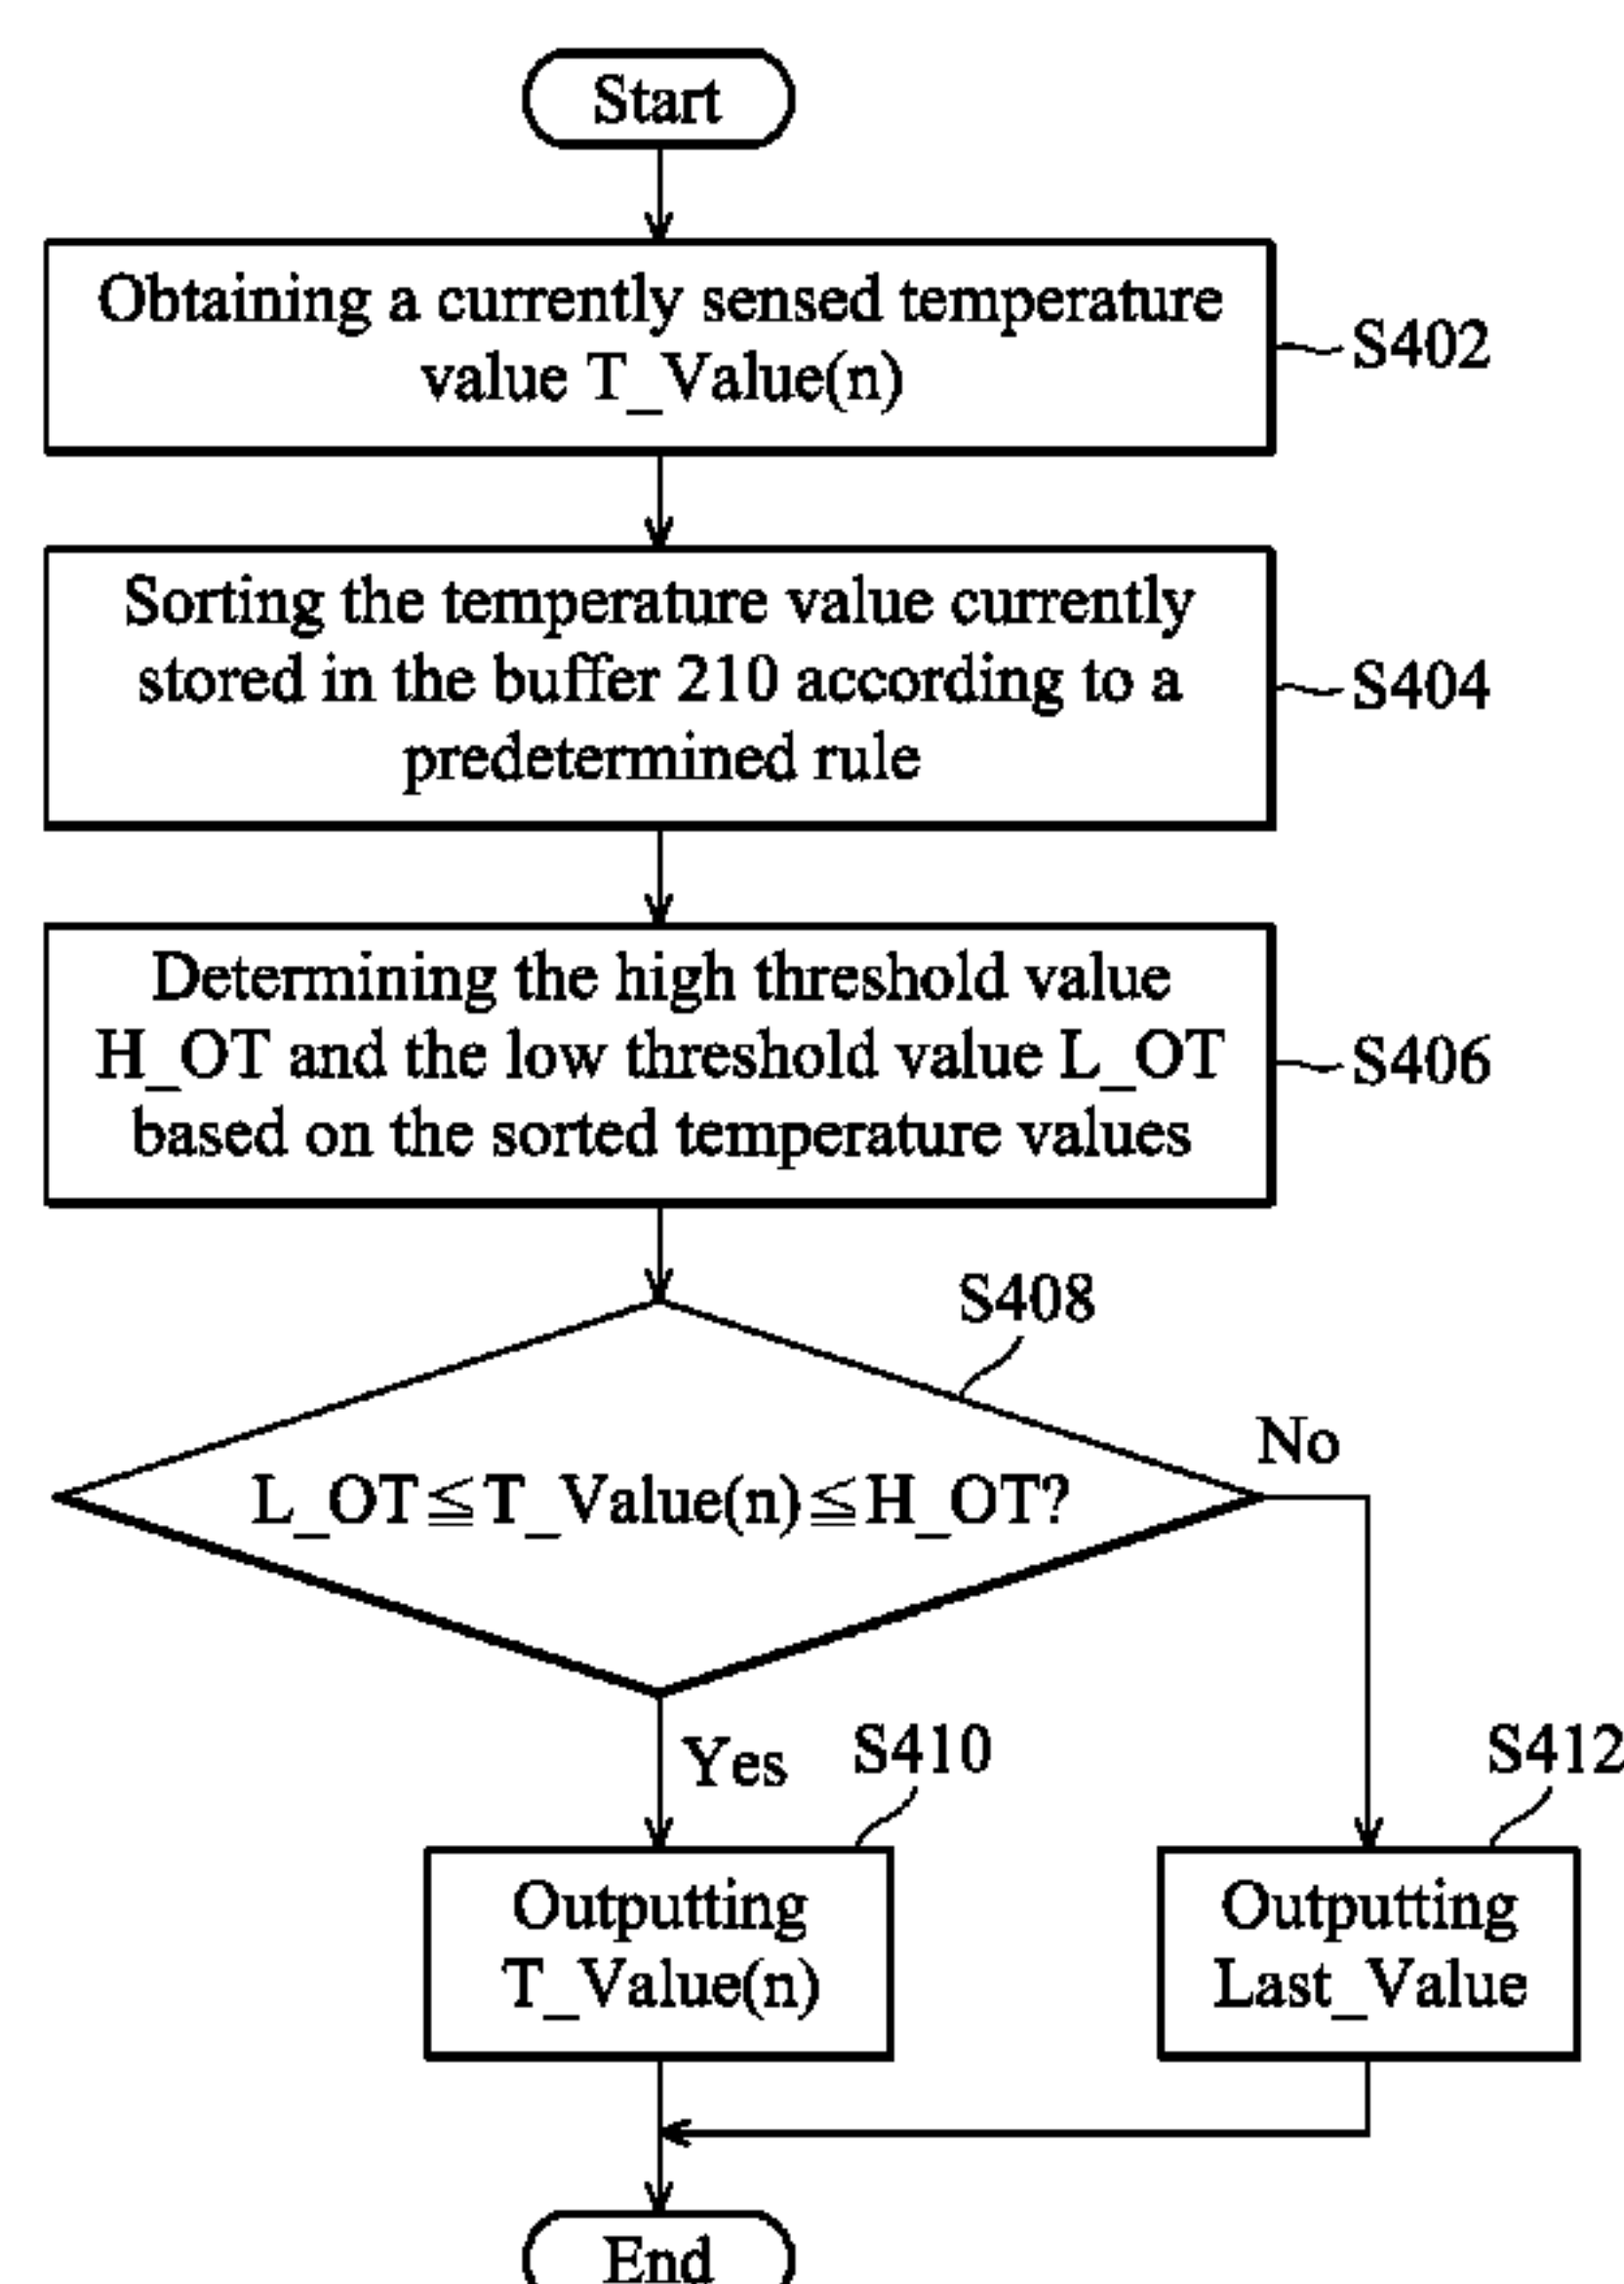 Start
Obtaining a currently sensed temperature
value T_Value(n)
S402
Sorting the temperature value currently
stored in the buffer 210 according to a
predetermined rule
S404
Determining the high threshold value
H_OT and the low threshold value L_OT
based on the sorted temperature values
S406
S408
L_OT≦T_Value(n)≦H_OT?
No
Yes
S410
S412
Outputting
T_Value(n)
Outputting
Last_Value
End